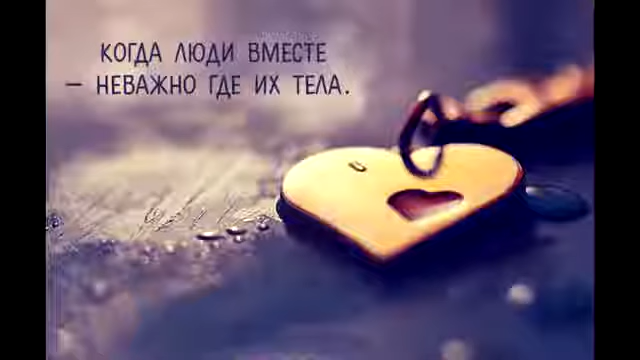 КОГДА ЛЮДИ ВМЕСТЕ
– НЕВАЖНО ГДЕ ИХ ТЕЛА.